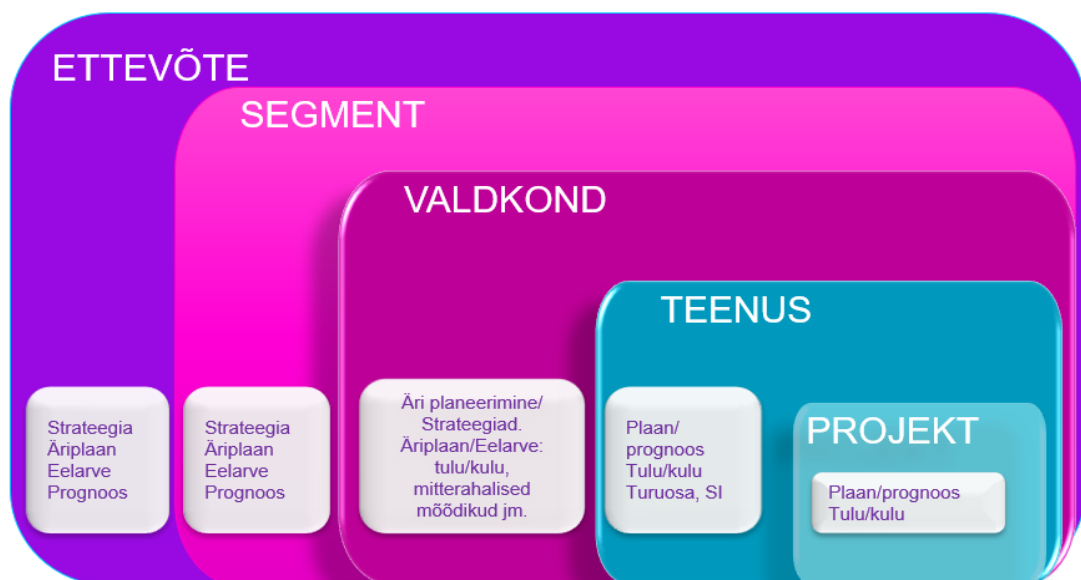 ETTEVÕTE
SEGMENT
VALDKOND
TEENUS
PROJEKT
Strateegia
Äriplaan
Eelarve
Prognoos
Strateegia
Äriplaan
Eelarve
Prognoos
Äri planeerimine/
Strateegiad.
Äriplaan/Eelarve:
tulu/kulu,
mitterahalised
mõõdikud jm.
Plaan/
prognoos
Tulu/kulu
Turuosa, SI
Plaan/prognoos
Tulu/kulu